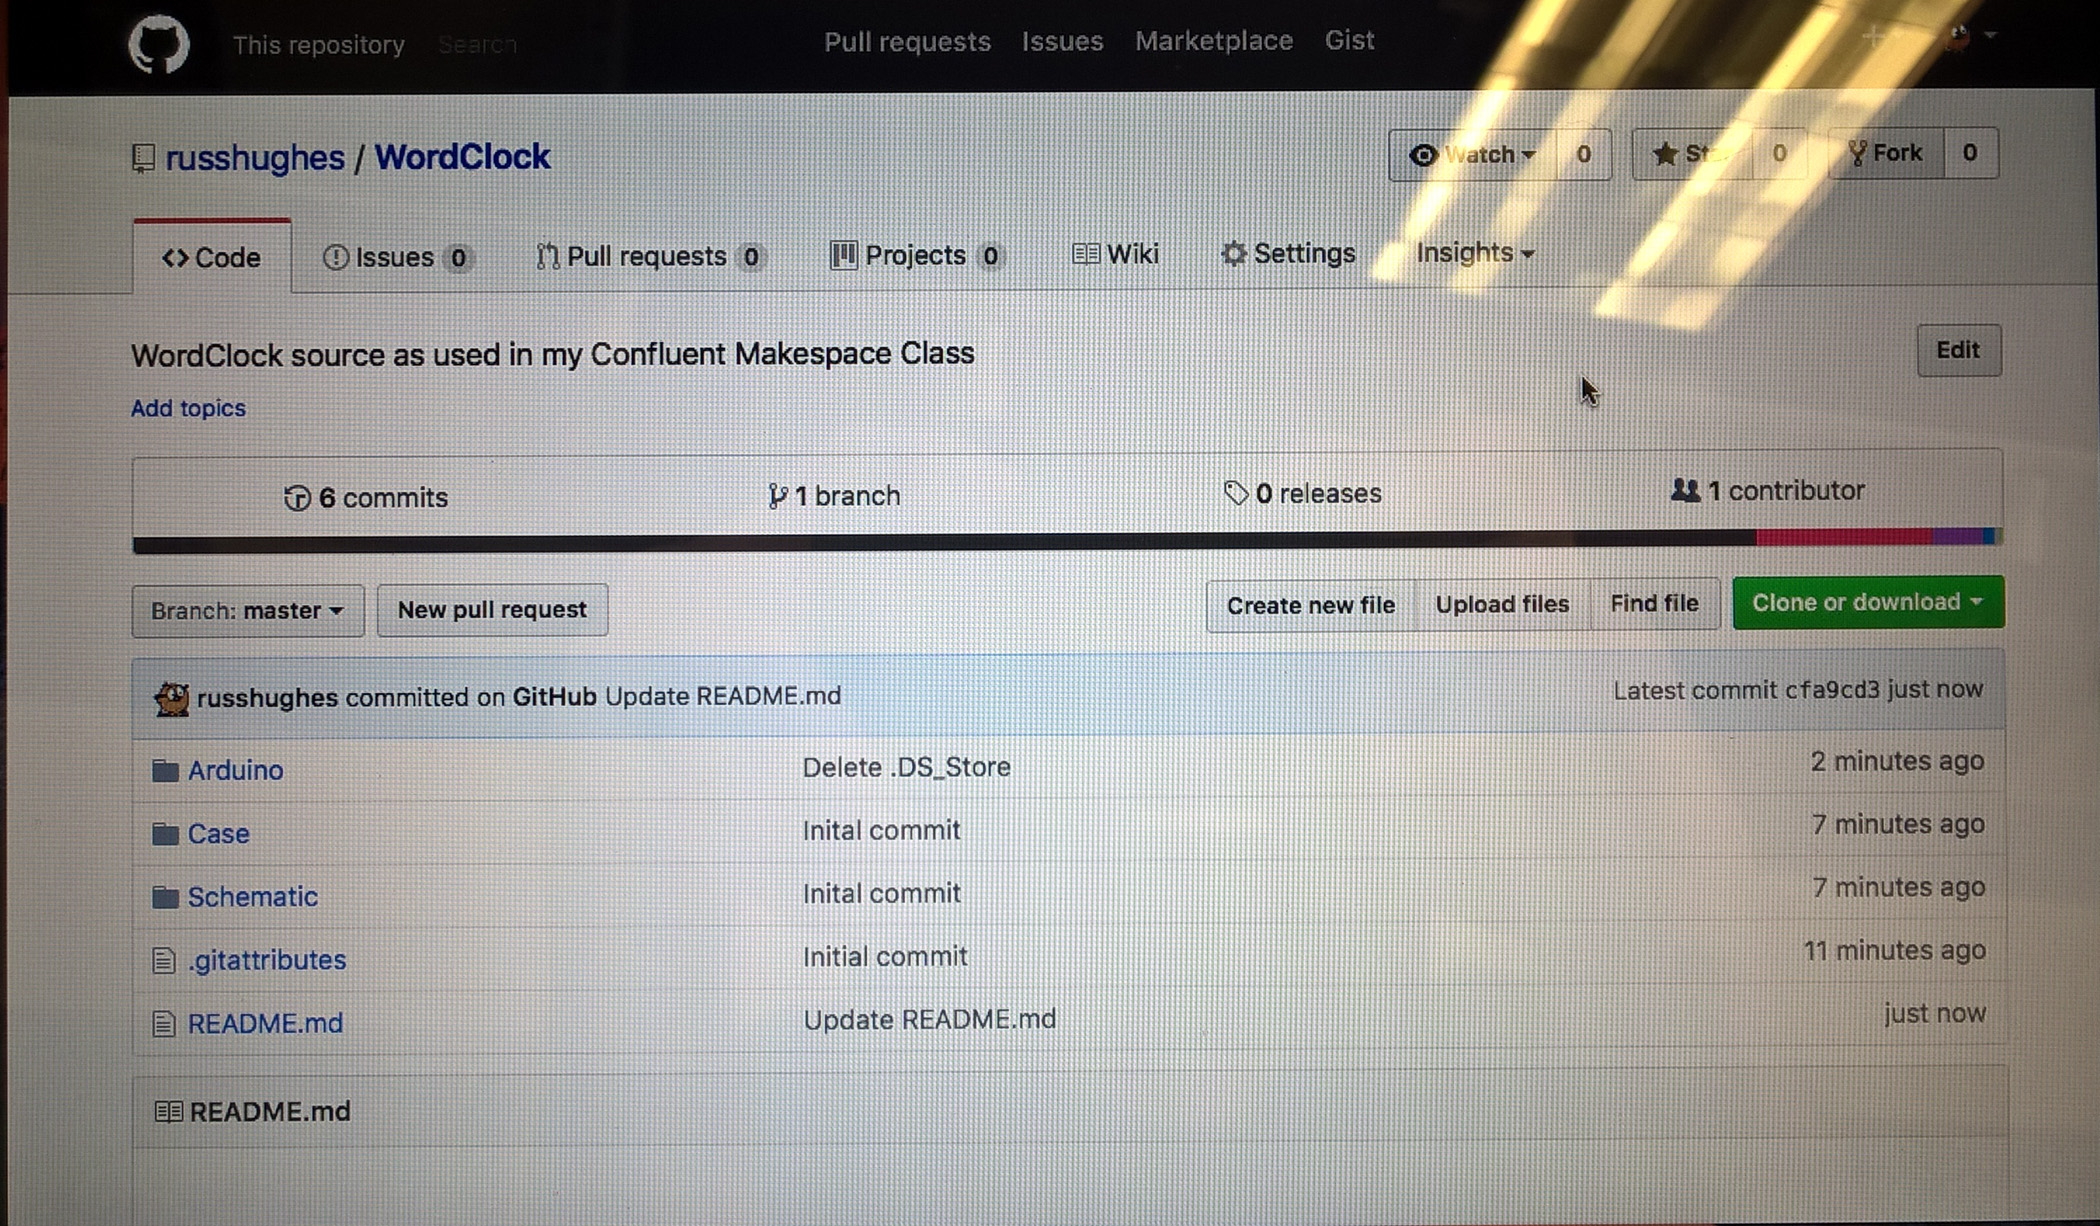 This repository Search Pull requests Issues Marketplace Gist
russhughes / WordClock Watch 0 0 Fork 0
Code Issues 0 Pull requests 0 Projects 0 Wiki Settings Insights
WordClock source as used in my Confluent Makespace Class Edit
Add topics
6 commits 1 branch 0 releases 1 contributor
Branch: master New pull request Create new file Upload files Find file Clone or download
russhughes committed on GitHub Update README.md Latest commit cfa9cd3 just now
Arduino Delete .DS_Store 2 minutes ago
Case Inital commit 7 minutes ago
Schematic Inital commit 7 minutes ago
.gitattributes Initial commit 11 minutes ago
README.md Update README.md just now
README.md